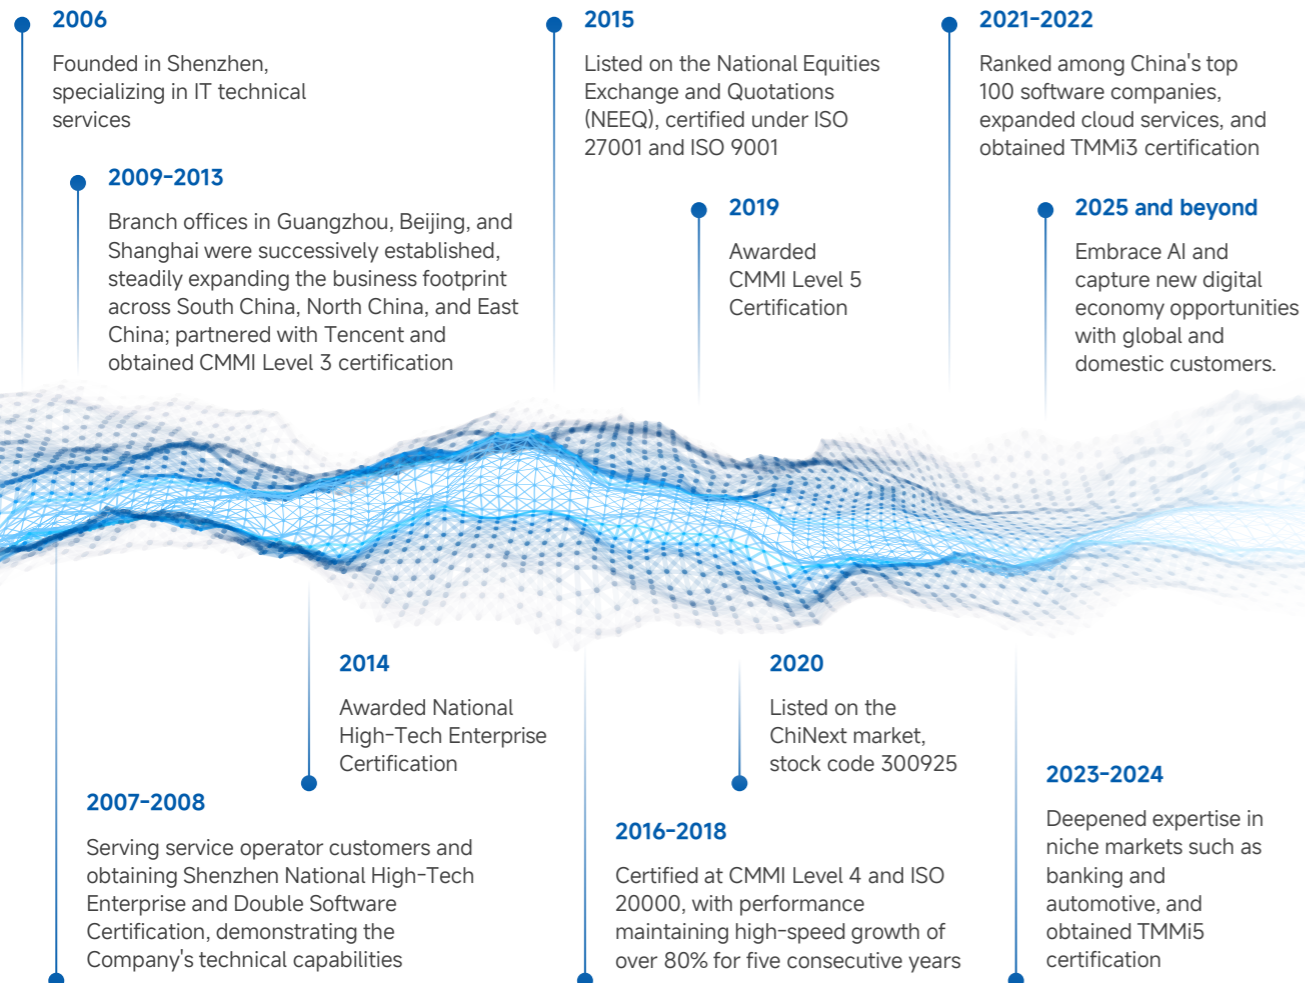 2006
Founded in Shenzhen,
specializing in IT technical
services
2009-2013
Branch offices in Guangzhou, Beijing, and
Shanghai were successively established,
steadily expanding the business footprint
across South China, North China, and East
China; partnered with Tencent and
obtained CMMI Level 3 certification
2015
Listed on the National Equities
Exchange and Quotations
(NEEQ), certified under ISO
27001 and ISO 9001
2019
Awarded
CMMI Level 5
Certification
2021-2022
Ranked among China's top
100 software companies,
expanded cloud services, and
obtained TMMi3 certification
2025 and beyond
Embrace AI and
capture new digital
economy opportunities
with global and
domestic customers.
2007-2008
Serving service operator customers and
obtaining Shenzhen National High-Tech
Enterprise and Double Software
Certification, demonstrating the
Company's technical capabilities
2014
Awarded National
High-Tech Enterprise
Certification
2016-2018
Certified at CMMI Level 4 and ISO
20000, with performance
maintaining high-speed growth of
over 80% for five consecutive years
2020
Listed on the
ChiNext market,
stock code 300925
2023-2024
Deepened expertise in
niche markets such as
banking and
automotive, and
obtained TMMi5
certification